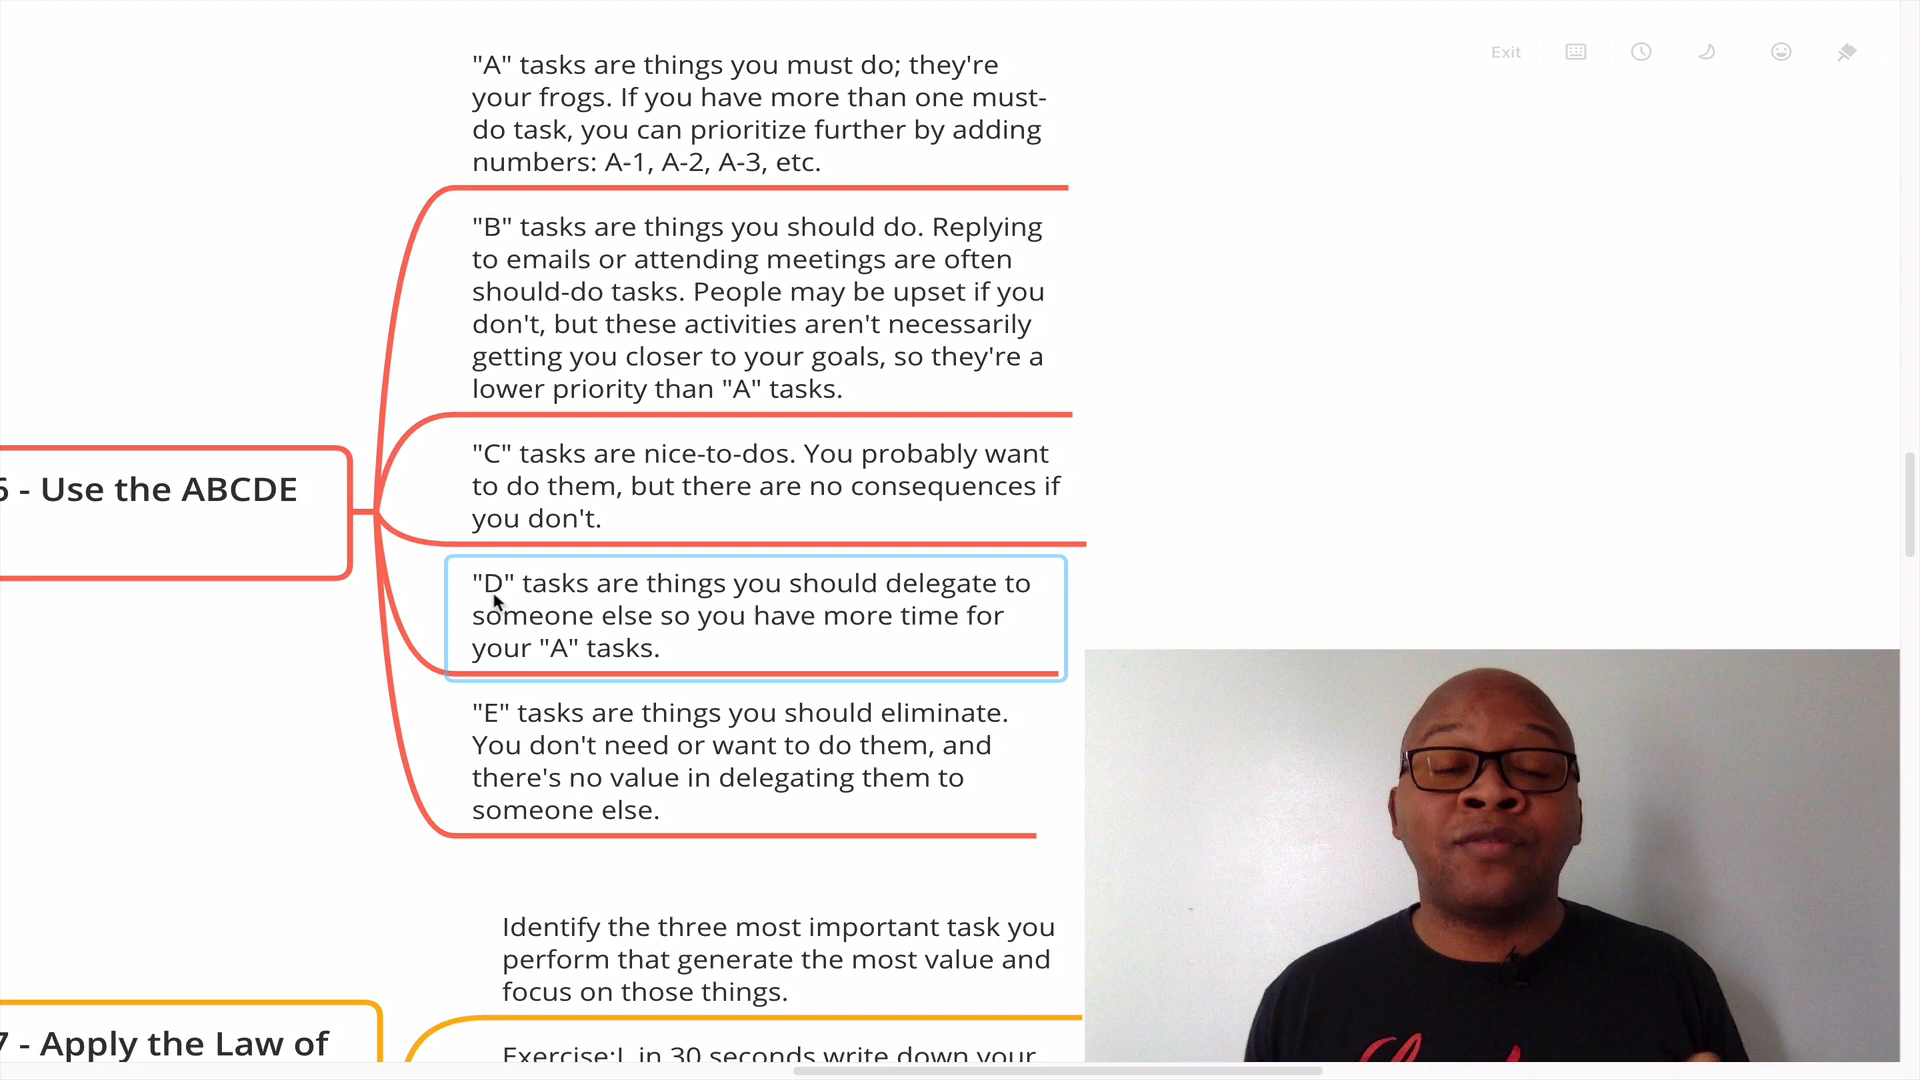 Exit
"A" tasks are things you must do; they're
your frogs. If you have more than one must-
do task, you can prioritize further by adding
numbers: A-1, A-2, A-3, etc.
"B" tasks are things you should do. Replying
to emails or attending meetings are often
should-do tasks. People may be upset if you
don't, but these activities aren't necessarily
getting you closer to your goals, so they're a
lower priority than "A" tasks.
"C" tasks are nice-to-dos. You probably want
to do them, but there are no consequences if
you don't.
- Use the ABCDE
"D" tasks are things you should delegate to
someone else so you have more time for
your "A" tasks.
"E" tasks are things you should eliminate.
You don't need or want to do them, and
there's no value in delegating them to
someone else.
Identify the three most important task you
perform that generate the most value and
focus on those things.
7 - Apply the Law of
in 30 seconds write down your